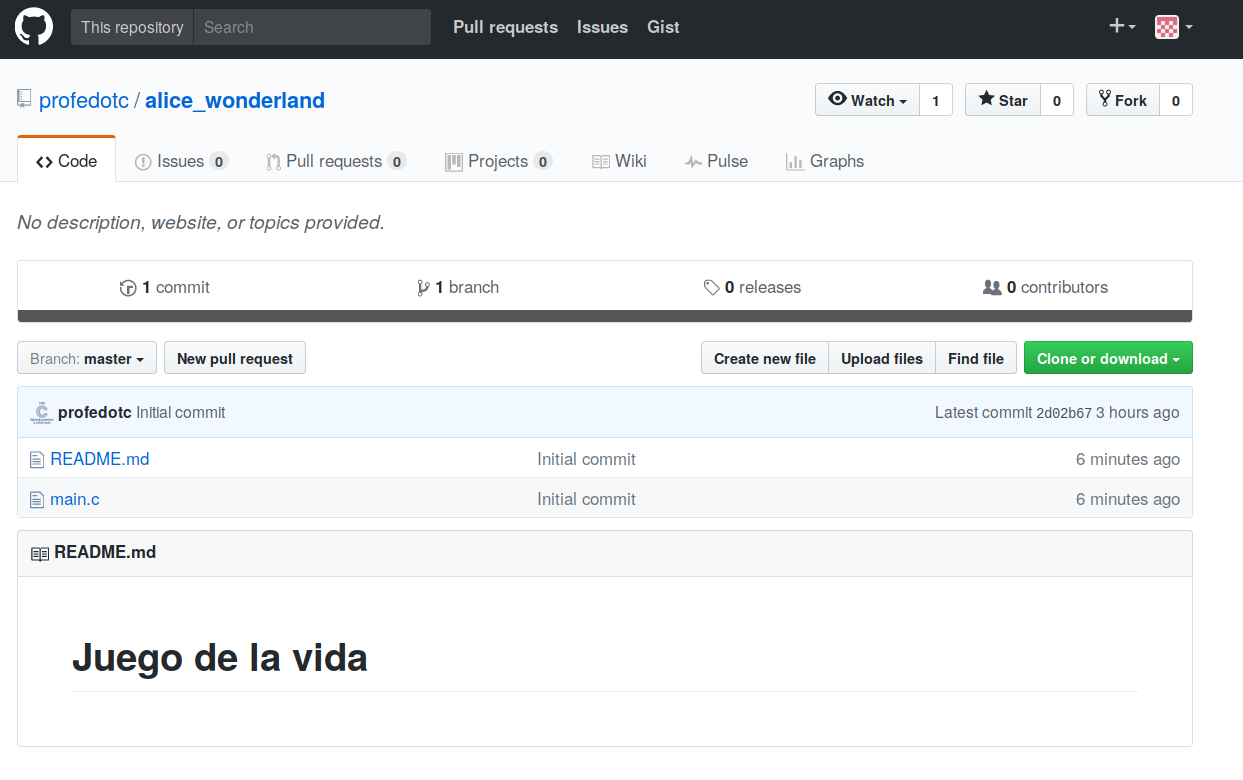 This repository Search Pull requests Issues Gist
profedotc / alice_wonderland Watch 1 Star 0 Fork 0
Code Issues 0 Pull requests 0 Projects 0 Wiki Pulse Graphs
No description, website, or topics provided.
1 commit 1 branch 0 releases 0 contributors
Branch: master New pull request Create new file Upload files Find file Clone or download
profedotc Initial commit Latest commit 2d02b67 3 hours ago
README.md Initial commit 6 minutes ago
main.c Initial commit 6 minutes ago
README.md
Juego de la vida